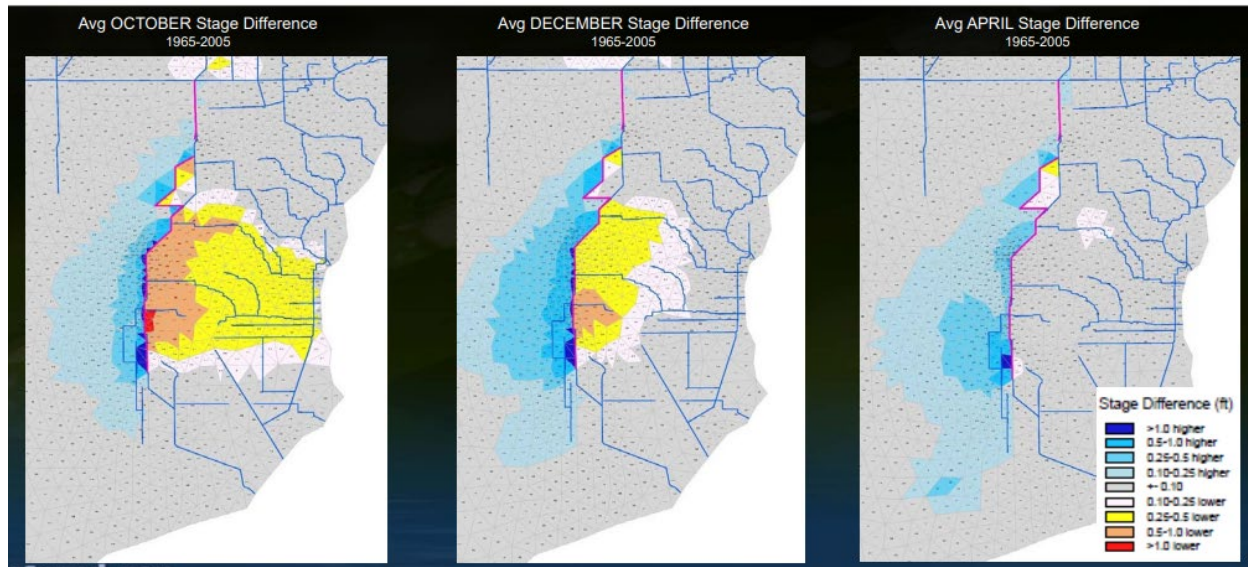 Avg OCTOBER Stage Difference
1965-2005
Avg DECEMBER Stage Difference
1965-2005
Avg APRIL Stage Difference
1965-2005
Stage Difference (ft)
>1.0 higher
0.5-1.0 higher
0.25-0.5 higher
0.10-0.25 higher
+- 0.10
0.10-0.25 lower
0.25-0.5 lower
0.5-1.0 lower
>1.0 lower